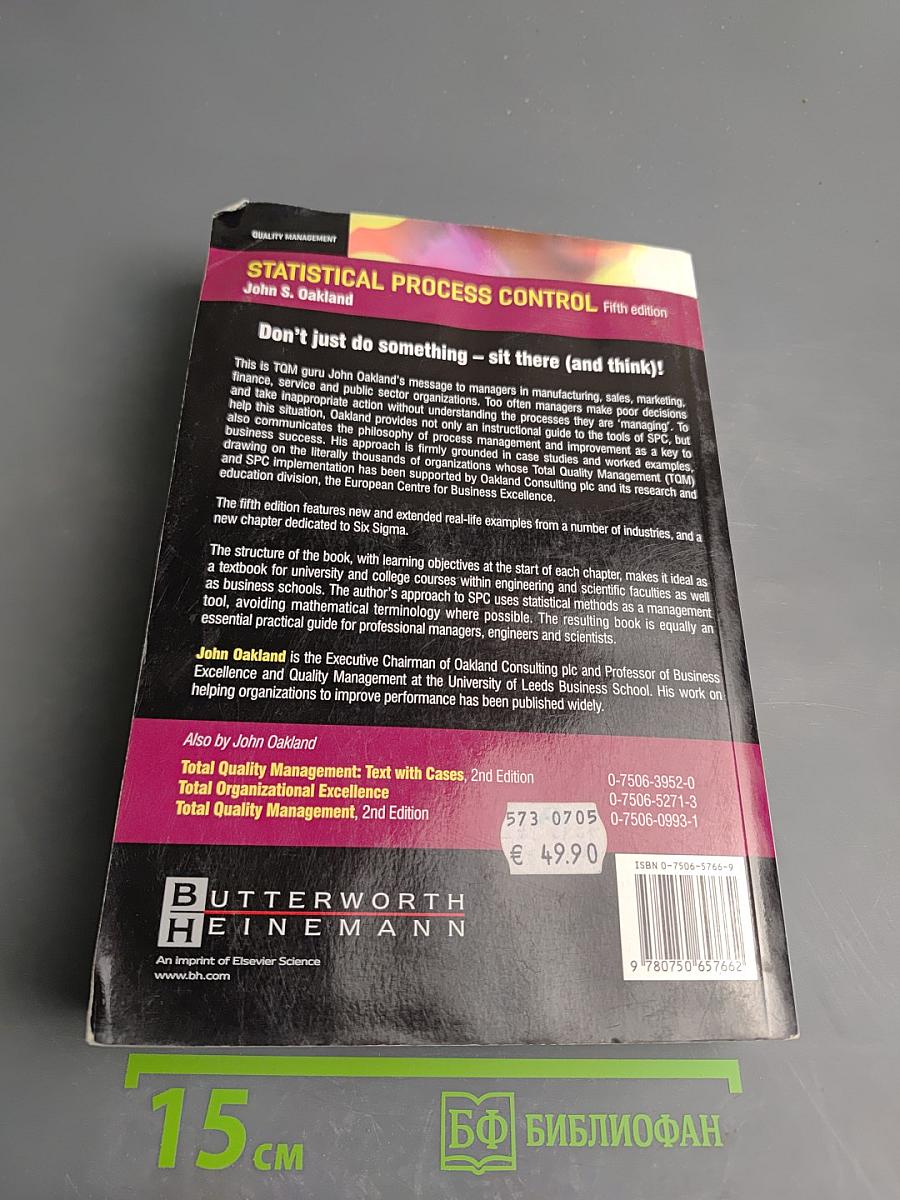 QUALITY MANAGEMENT
STATISTICAL PROCESS CONTROL Fifth edition
John S. Oakland
Don't just do something – sit there (and think)!
This is TQM guru John Oakland's message to managers in manufacturing, sales, marketing,
finance, service and public sector organizations. Too often managers make poor decisions
and take inappropriate action without understanding the processes they are 'managing'. To
help this situation, Oakland provides not only an instructional guide to the tools of SPC, but
also communicates the philosophy of process management and improvement as a key to
business success. His approach is firmly grounded in case studies and worked examples,
drawing on the literally thousands of organizations whose Total Quality Management (TQM)
and SPC implementation has been supported by Oakland Consulting plc and its research and
education division, the European Centre for Business Excellence.
The fifth edition features new and extended real-life examples from a number of industries, and a
new chapter dedicated to Six Sigma.
The structure of the book, with learning objectives at the start of each chapter, makes it ideal as
a textbook for university and college courses within engineering and scientific faculties as well
as business schools. The author's approach to SPC uses statistical methods as a management
tool, avoiding mathematical terminology where possible. The resulting book is equally an
essential practical guide for professional managers, engineers and scientists.
John Oakland is the Executive Chairman of Oakland Consulting plc and Professor of Business
Excellence and Quality Management at the University of Leeds Business School. His work on
helping organizations to improve performance has been published widely.
Also by John Oakland
Total Quality Management: Text with Cases, 2nd Edition 0-7506-3952-0
Total Organizational Excellence 0-7506-5271-3
Total Quality Management, 2nd Edition 0-7506-0993-1
573 0705
€ 49.90
ISBN 0-7506-5766-9
9 780750 657662
BUTTERWORTH
HEINEMANN
An imprint of Elsevier Science
www.bh.com
15 см
БФ БИБЛИОФАН